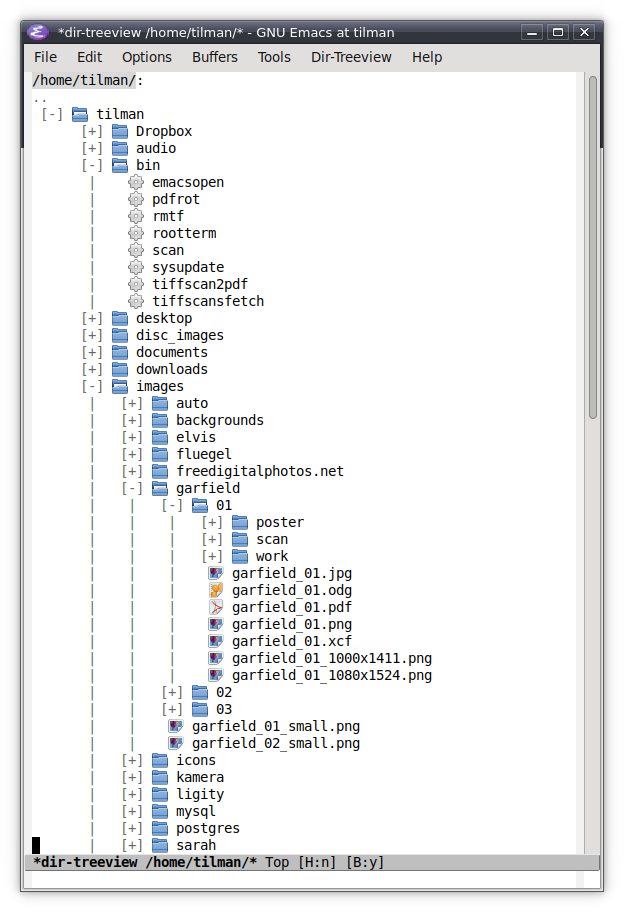 *dir-treeview /home/tilman/* - GNU Emacs at tilman
File Edit Options Buffers Tools Dir-Treeview Help
/home/tilman/:
..
[-] tilman
[+] Dropbox
[+] audio
[-] bin
| emacsopen
| pdfrot
| rmtf
| rootterm
| scan
| sysupdate
| tiffscan2pdf
| tiffscansfetch
[+] desktop
[+] disc_images
[+] documents
[+] downloads
[-] images
| [+] auto
| [+] backgrounds
| [+] elvis
| [+] fluegel
| [+] freedigitalphotos.net
| [-] garfield
| | [-] 01
| | | [+] poster
| | | [+] scan
| | | [+] work
| | | garfield_01.jpg
| | | garfield_01.odg
| | | garfield_01.pdf
| | | garfield_01.png
| | | garfield_01.xcf
| | | garfield_01_1000x1411.png
| | | garfield_01_1080x1524.png
| | [+] 02
| | [+] 03
| | garfield_01_small.png
| | garfield_02_small.png
| [+] icons
| [+] kamera
| [+] ligity
| [+] mysql
| [+] postgres
| [+] sarah
*dir-treeview /home/tilman/* Top [H:n] [B:y]